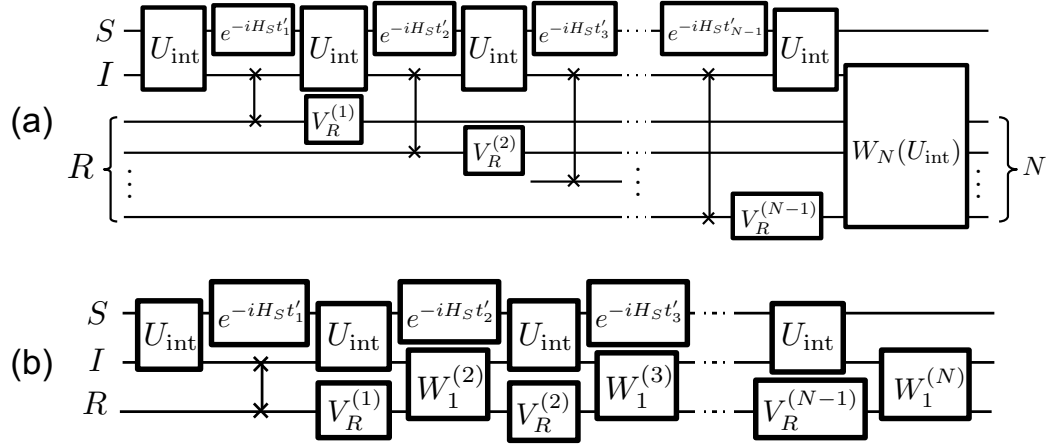 S U_int e^{-iH_S t'_1} U_int e^{-iH_S t'_2} U_int e^{-iH_S t'_3} ... e^{-iH_S t'_{N-1}} U_int
I
(a)
R V_R^{(1)} V_R^{(2)} V_R^{(N-1)} W_N(U_int) N
S U_int e^{-iH_S t'_1} U_int e^{-iH_S t'_2} U_int e^{-iH_S t'_3} ... U_int
(b)
I W_1^{(2)} W_1^{(3)} W_1^{(N)}
R V_R^{(1)} V_R^{(2)} V_R^{(N-1)}